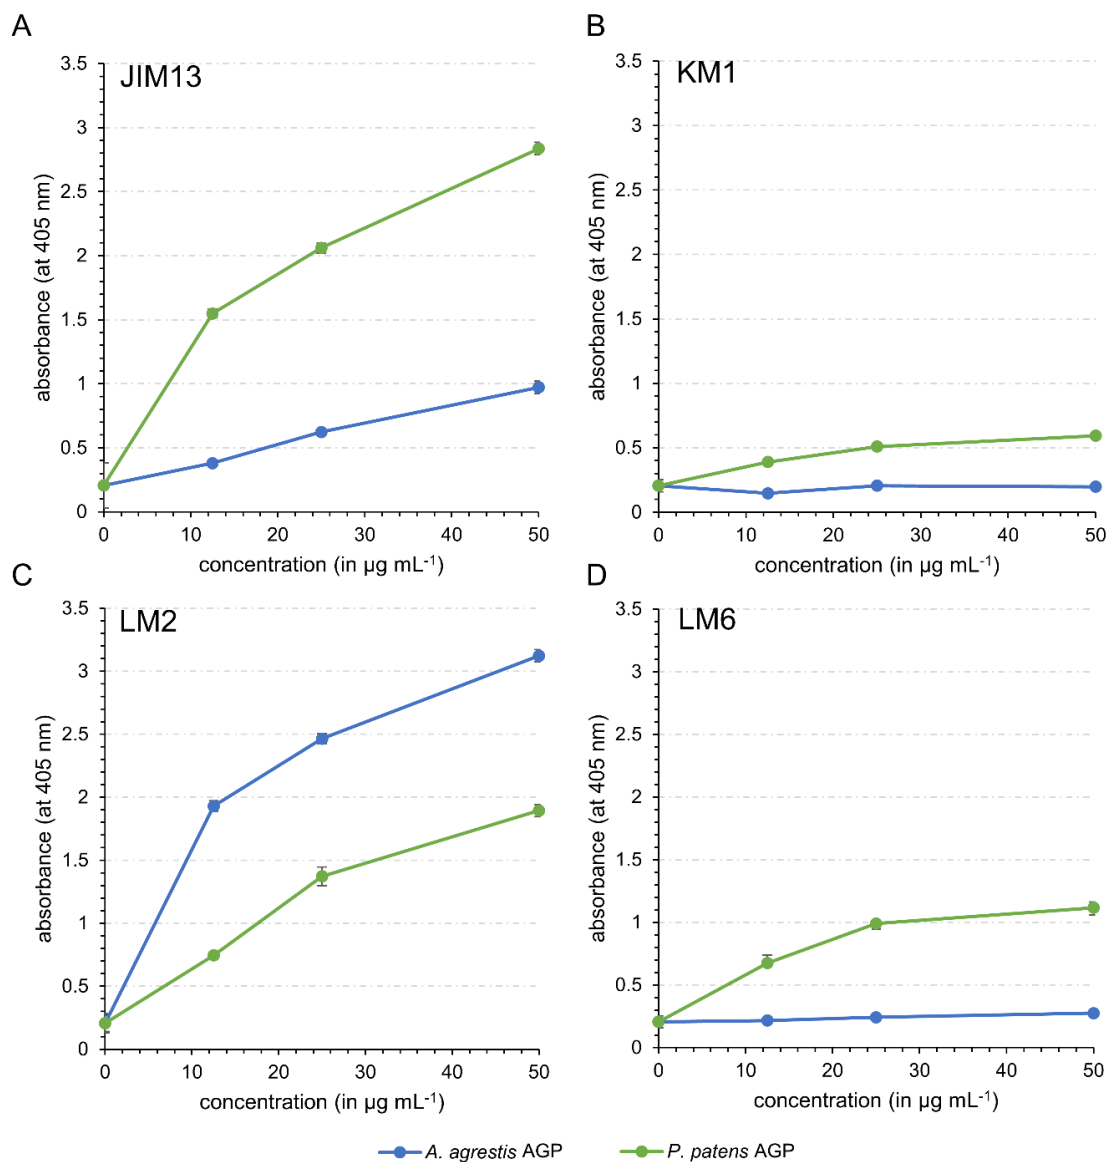 A
JIM13
absorbance (at 405 nm)
3.5
3
2.5
2
1.5
1
0.5
0
0 10 20 30 40 50
concentration (in µg mL⁻¹)
B
KM1
absorbance (at 405 nm)
3.5
3
2.5
2
1.5
1
0.5
0
0 10 20 30 40 50
concentration (in µg mL⁻¹)
C
LM2
absorbance (at 405 nm)
3.5
3
2.5
2
1.5
1
0.5
0
0 10 20 30 40 50
concentration (in µg mL⁻¹)
D
LM6
absorbance (at 405 nm)
3.5
3
2.5
2
1.5
1
0.5
0
0 10 20 30 40 50
concentration (in µg mL⁻¹)
A. agrestis AGP
P. patens AGP